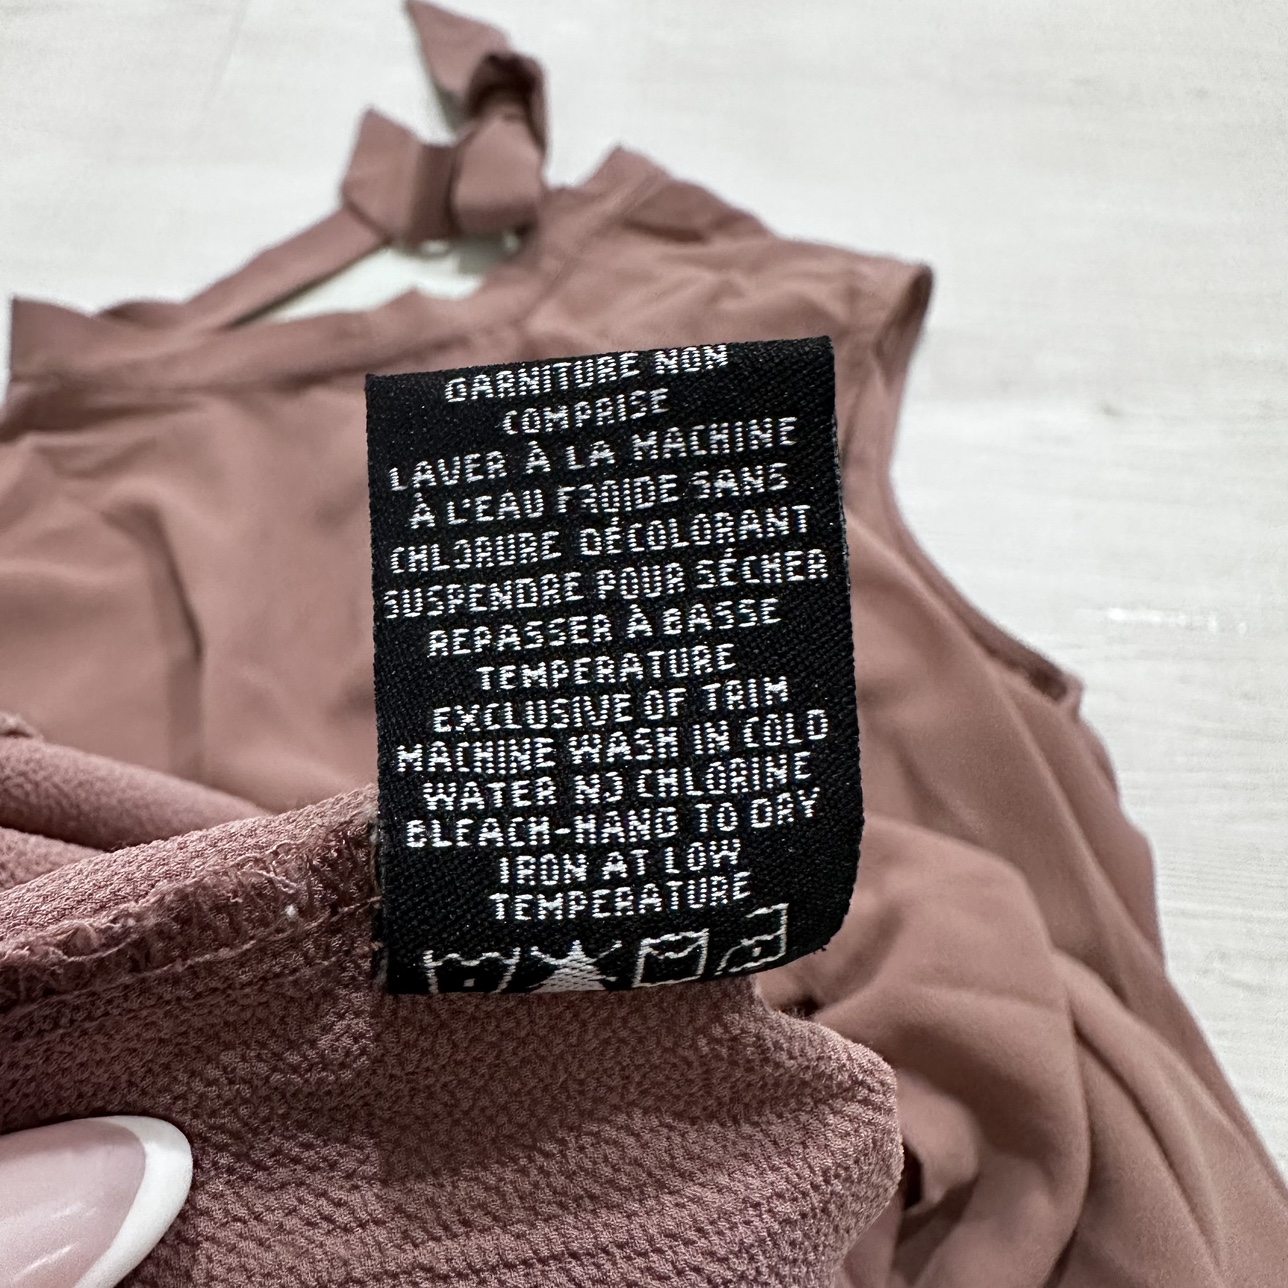 GARNITURE NON
COMPRISE
LAVER À LA MACHINE
À L'EAU FROIDE SANS
CHLORURE DÉCOLORANT
SUSPENDRE POUR SÉCHER
REPASSER À BASSE
TEMPERATURE
EXCLUSIVE OF TRIM
MACHINE WASH IN COLD
WATER NO CHLORINE
BLEACH-HANG TO DRY
IRON AT LOW
TEMPERATURE